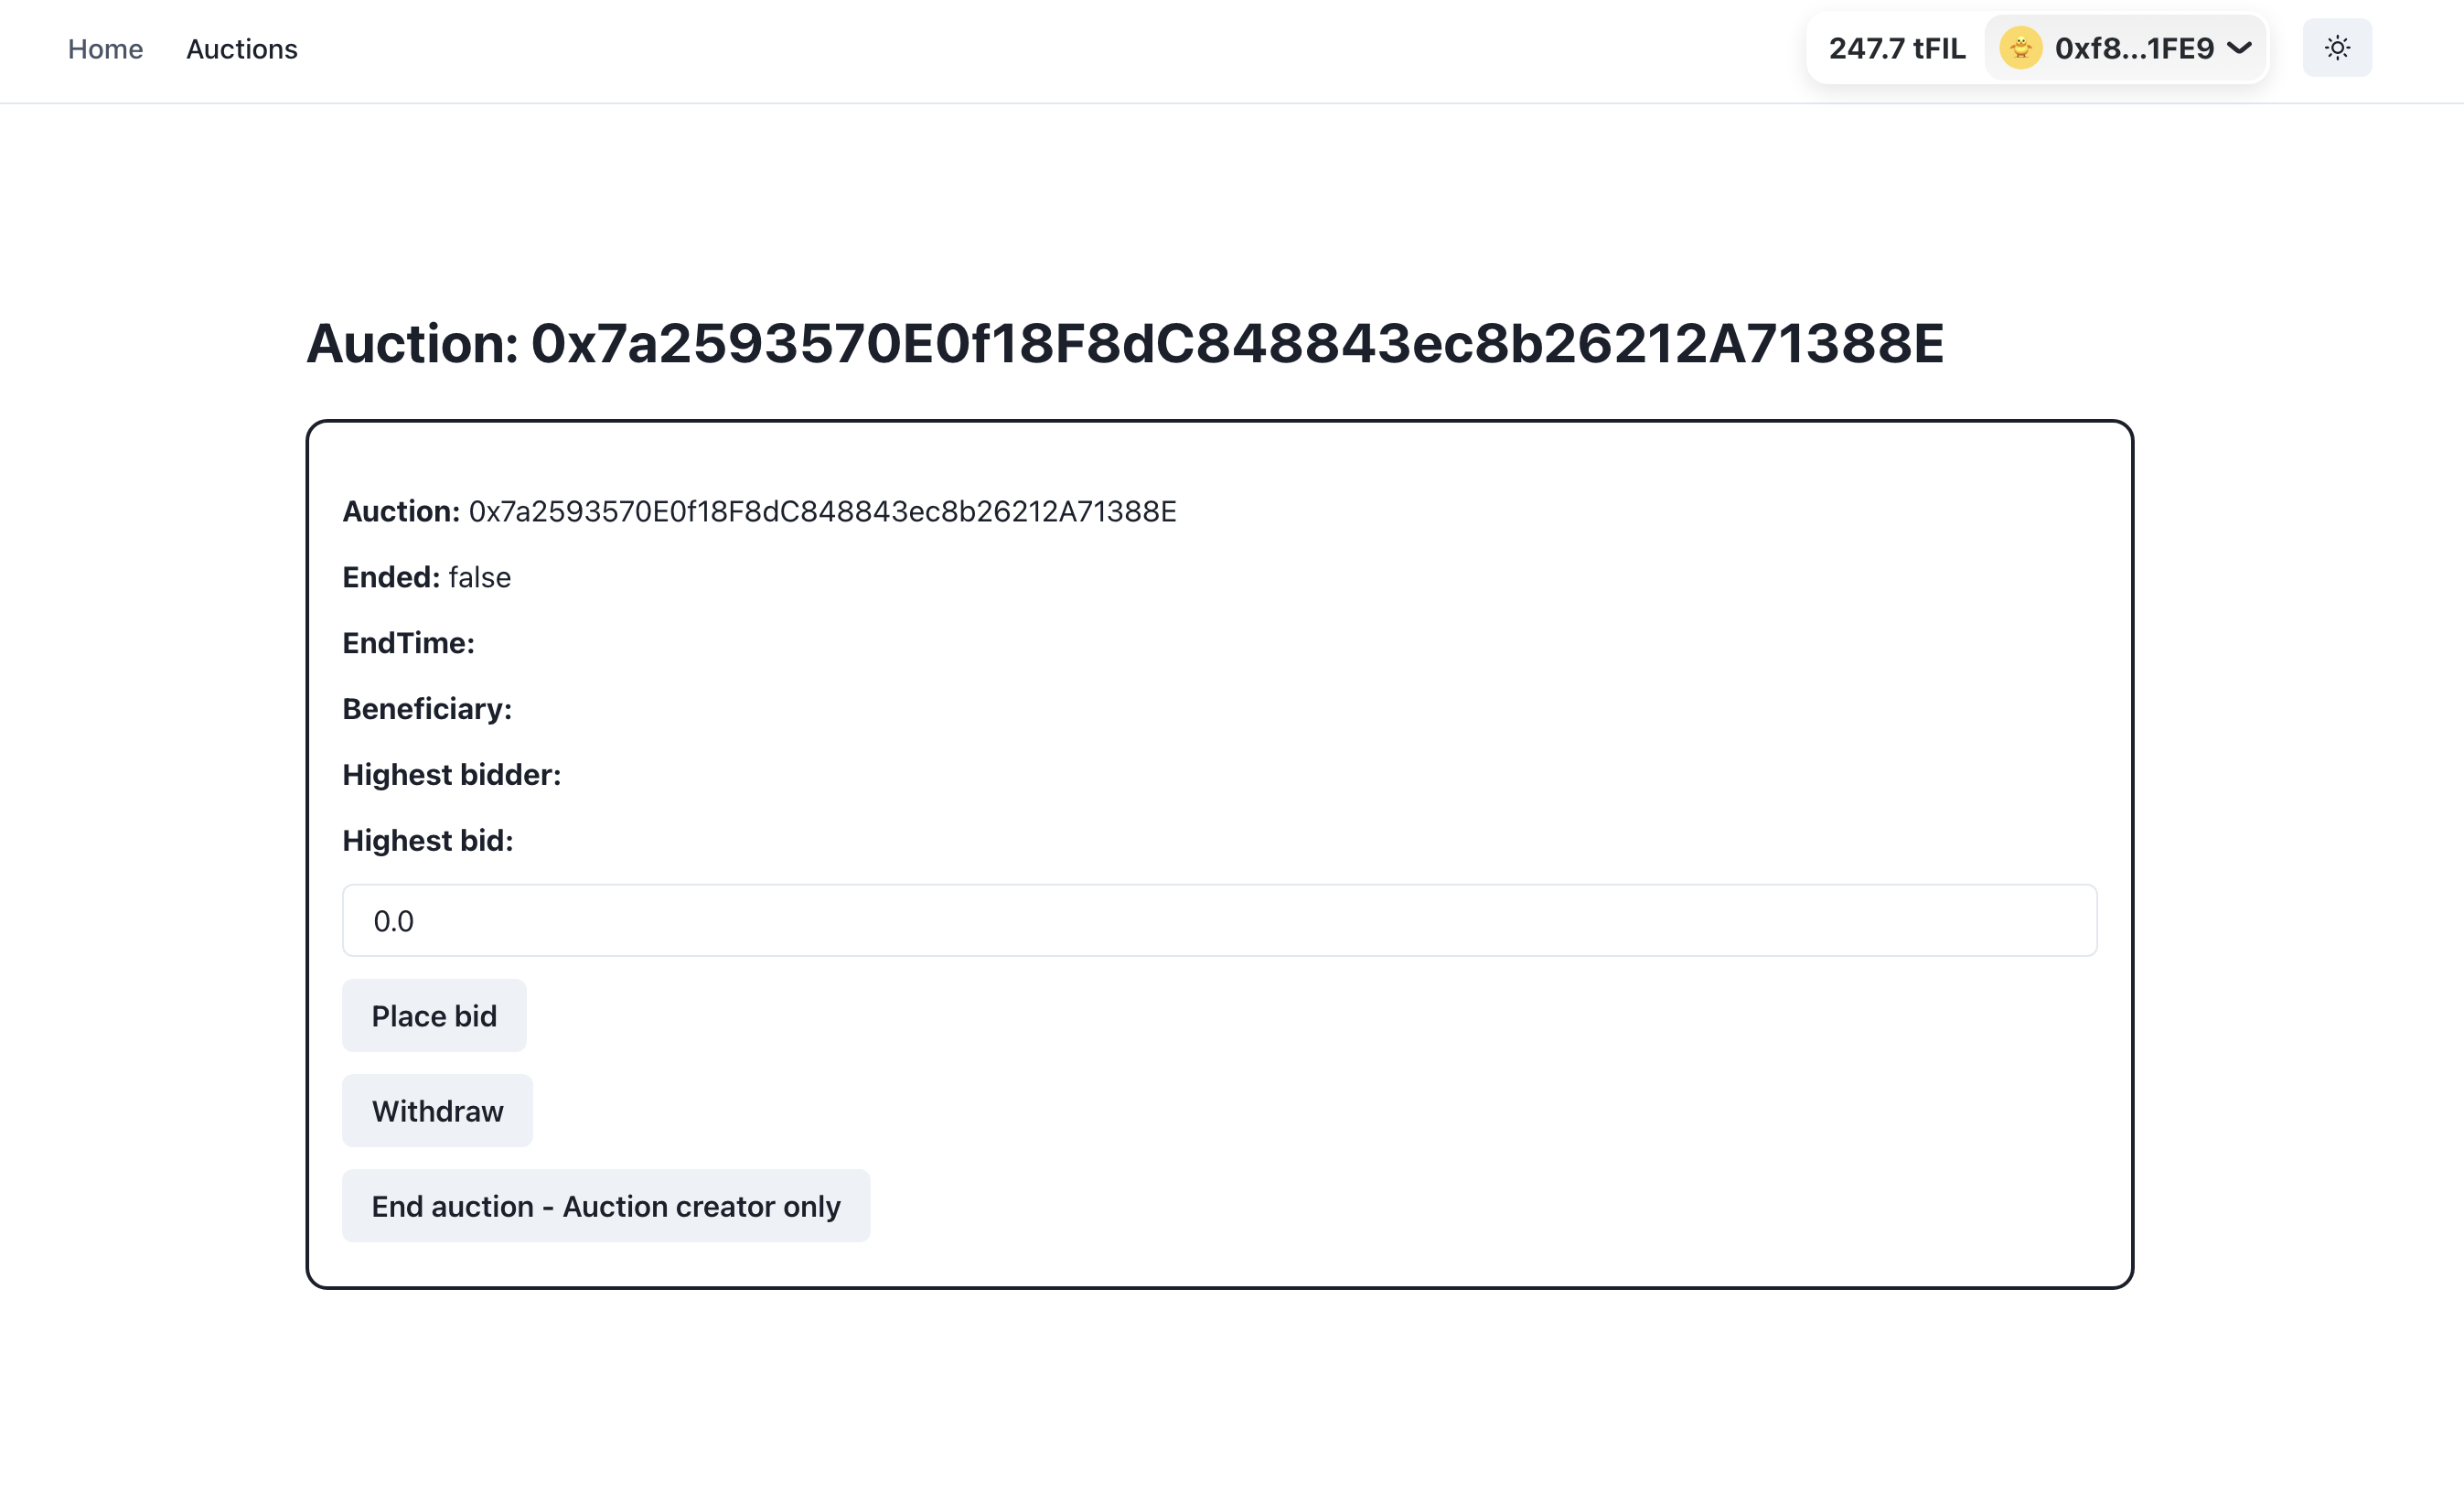 Home Auctions 247.7 tFIL 0xf8...1FE9
Auction: 0x7a2593570E0f18F8dC848843ec8b26212A71388E
Auction: 0x7a2593570E0f18F8dC848843ec8b26212A71388E
Ended: false
EndTime:
Beneficiary:
Highest bidder:
Highest bid:
0.0
Place bid
Withdraw
End auction - Auction creator only